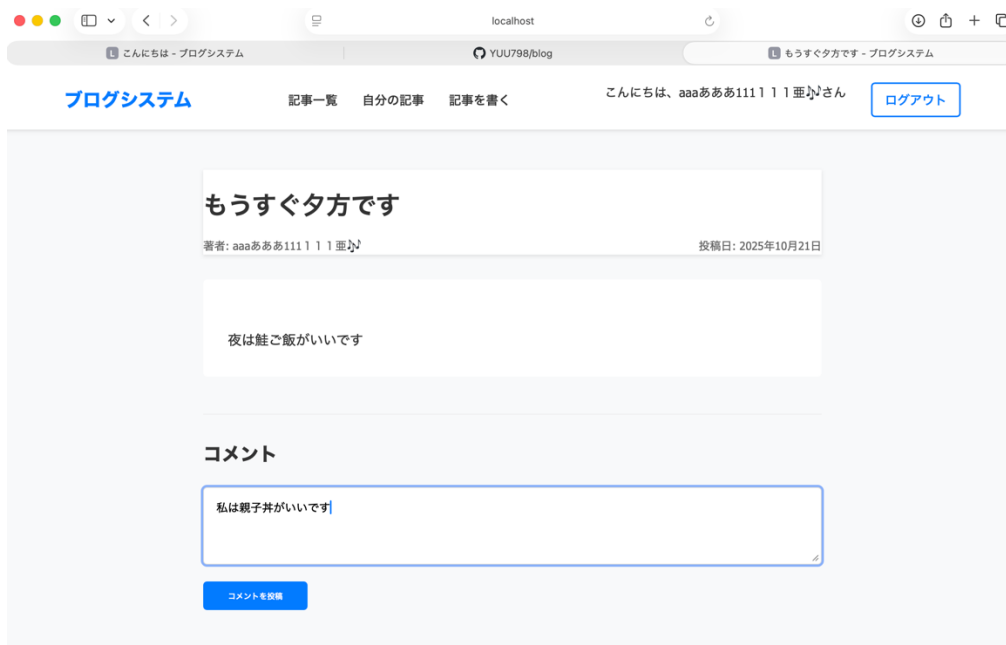 localhost
こんにちは - ブログシステム
YUU798/blog
もうすぐ夕方です - ブログシステム
ブログシステム
記事一覧
自分の記事
記事を書く
こんにちは、aaaあああ111１１１亜🎶さん
ログアウト
もうすぐ夕方です
著者: aaaあああ111１１１亜🎶
投稿日: 2025年10月21日
夜は鮭ご飯がいいです
コメント
私は親子丼がいいです
コメントを投稿